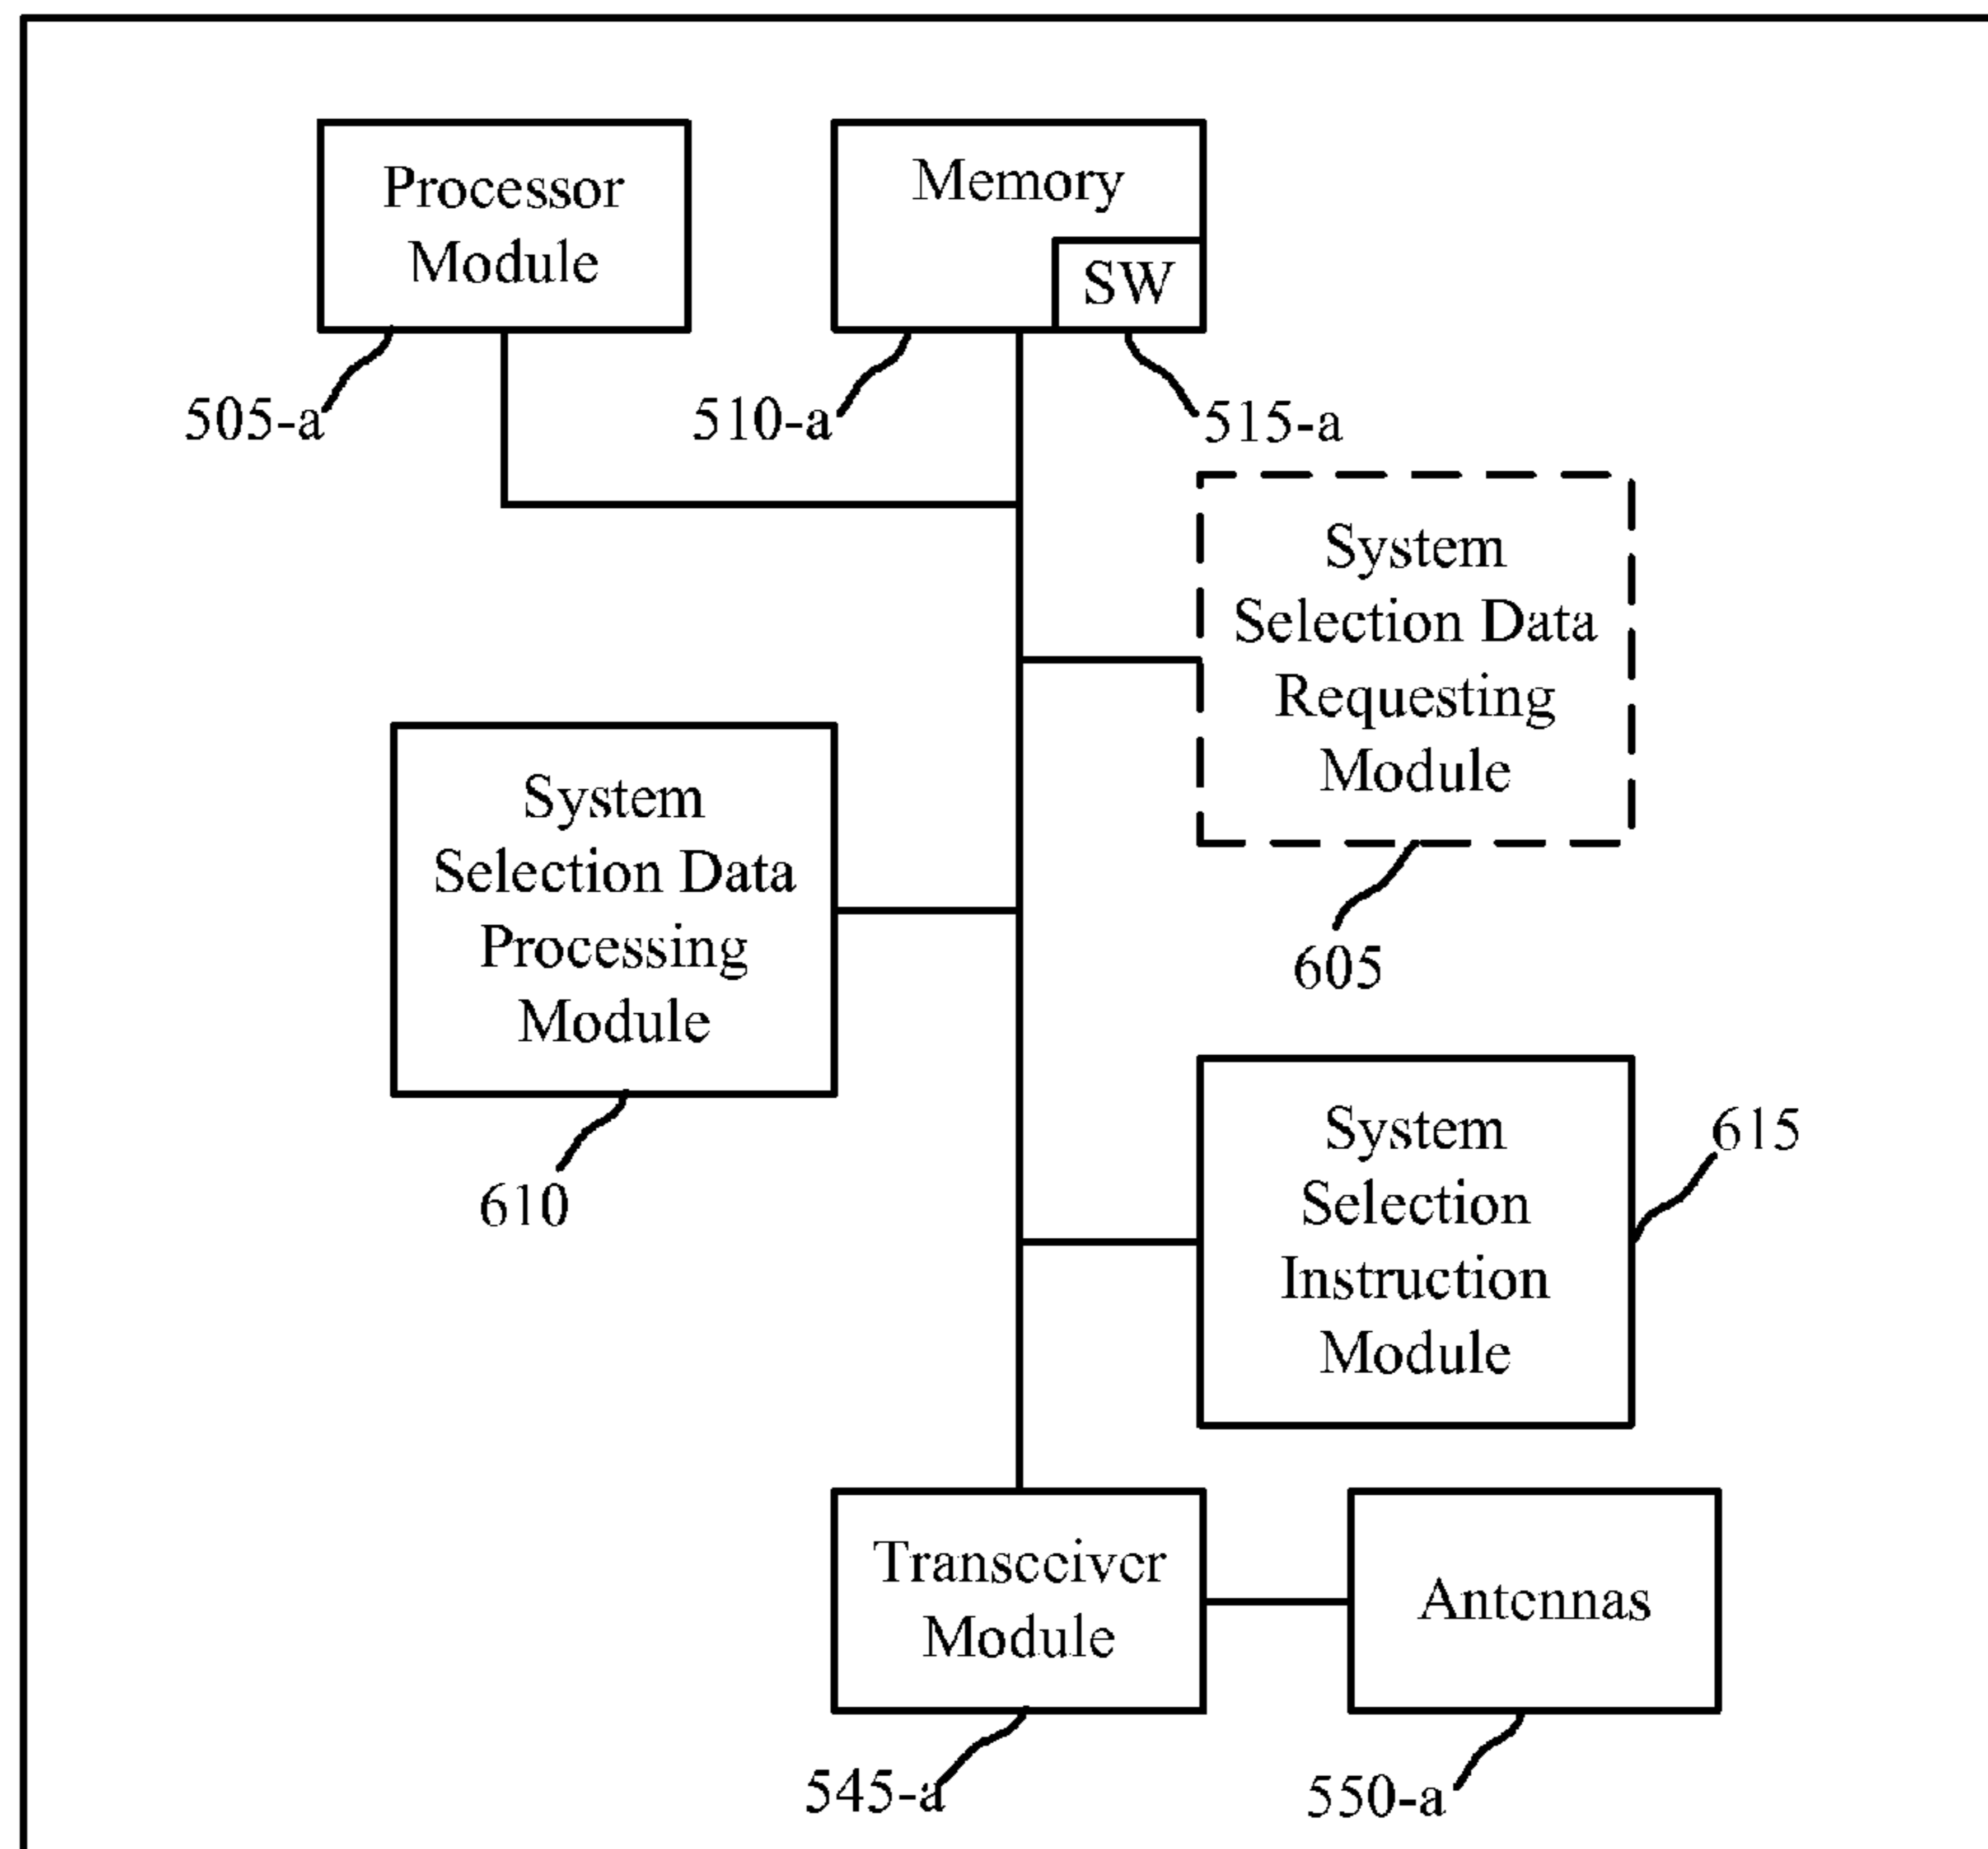 Processor
Module
Memory
SW
505-a
510-a
515-a
System
Selection Data
Requesting
Module
605
System
Selection Data
Processing
Module
610
System
Selection
Instruction
Module
615
Transceiver
Module
545-a
Antennas
550-a